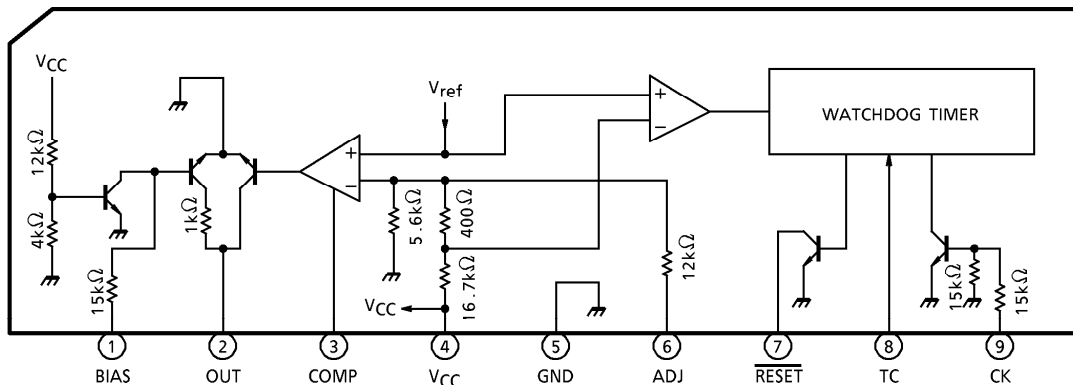 VCC
Vref
WATCHDOG TIMER
12kΩ
4kΩ
15kΩ
1kΩ
5.6kΩ
400Ω
16.7kΩ
VCC
12kΩ
15kΩ
15kΩ
+
−
+
−
1
2
3
4
5
6
7
8
9
BIAS
OUT
COMP
VCC
GND
ADJ
RESET
TC
CK